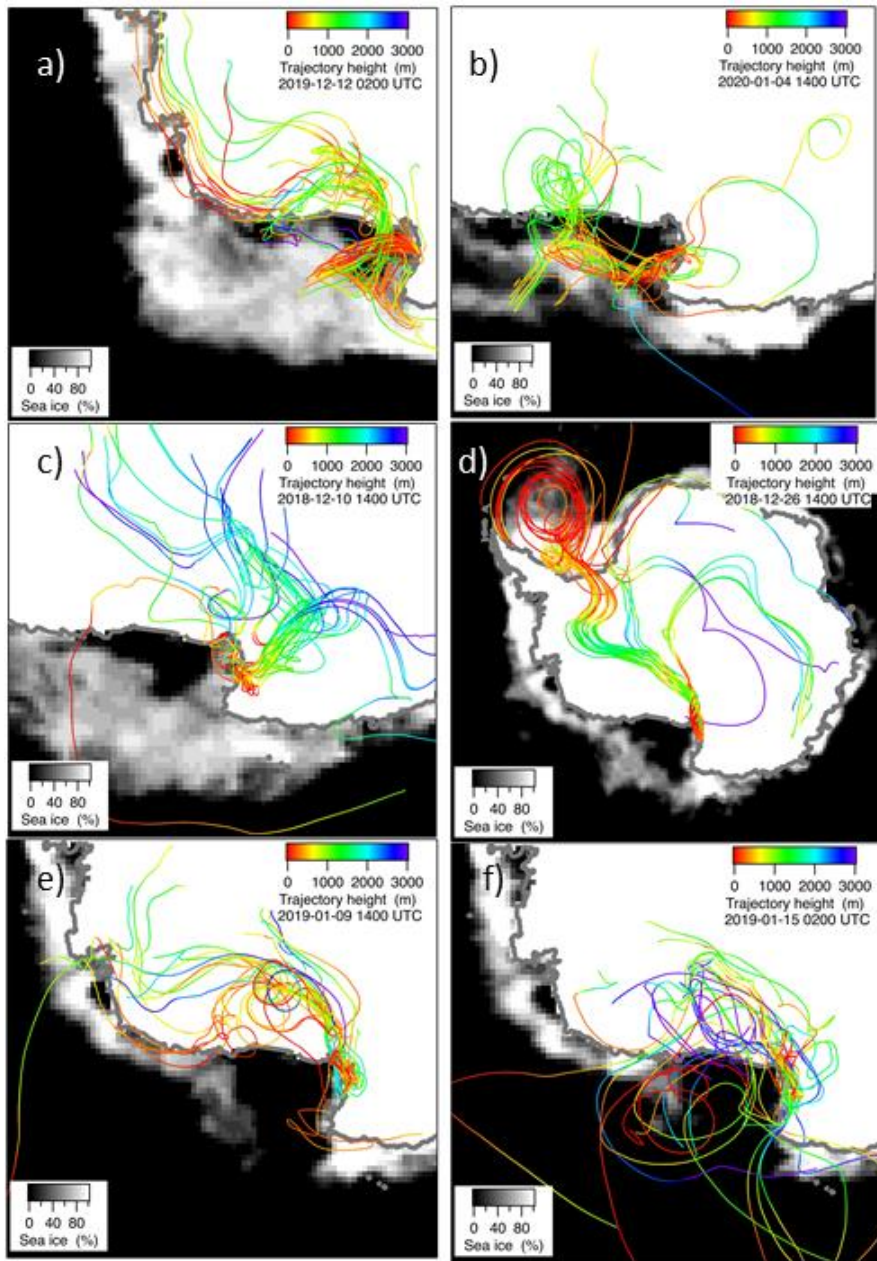 a)
0 1000 2000 3000
Trajectory height (m)
2019-12-12 0200 UTC
0 40 80
Sea ice (%)
b)
0 1000 2000 3000
Trajectory height (m)
2020-01-04 1400 UTC
0 40 80
Sea ice (%)
c)
0 1000 2000 3000
Trajectory height (m)
2018-12-10 1400 UTC
0 40 80
Sea ice (%)
d)
0 1000 2000 3000
Trajectory height (m)
2018-12-26 1400 UTC
0 40 80
Sea ice (%)
e)
0 1000 2000 3000
Trajectory height (m)
2019-01-09 1400 UTC
0 40 80
Sea ice (%)
f)
0 1000 2000 3000
Trajectory height (m)
2019-01-15 0200 UTC
0 40 80
Sea ice (%)